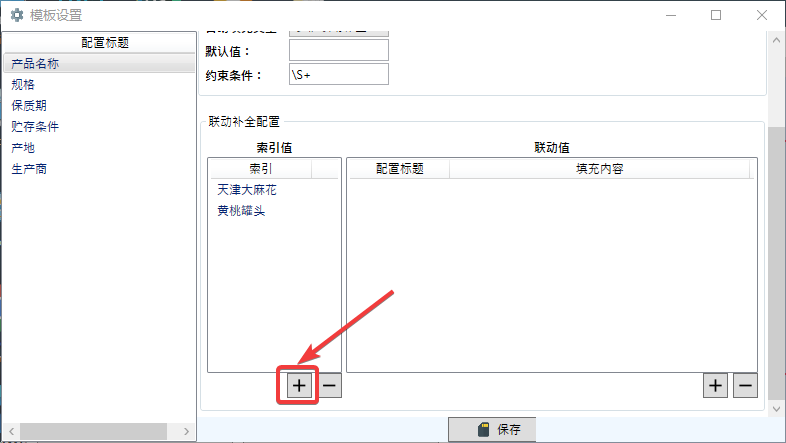 模板设置
配置标题
产品名称
规格
保质期
贮存条件
产地
生产商
默认值：
约束条件： \S+
联动补全配置
索引值 联动值
索引 配置标题 填充内容
天津大麻花
黄桃罐头
保存